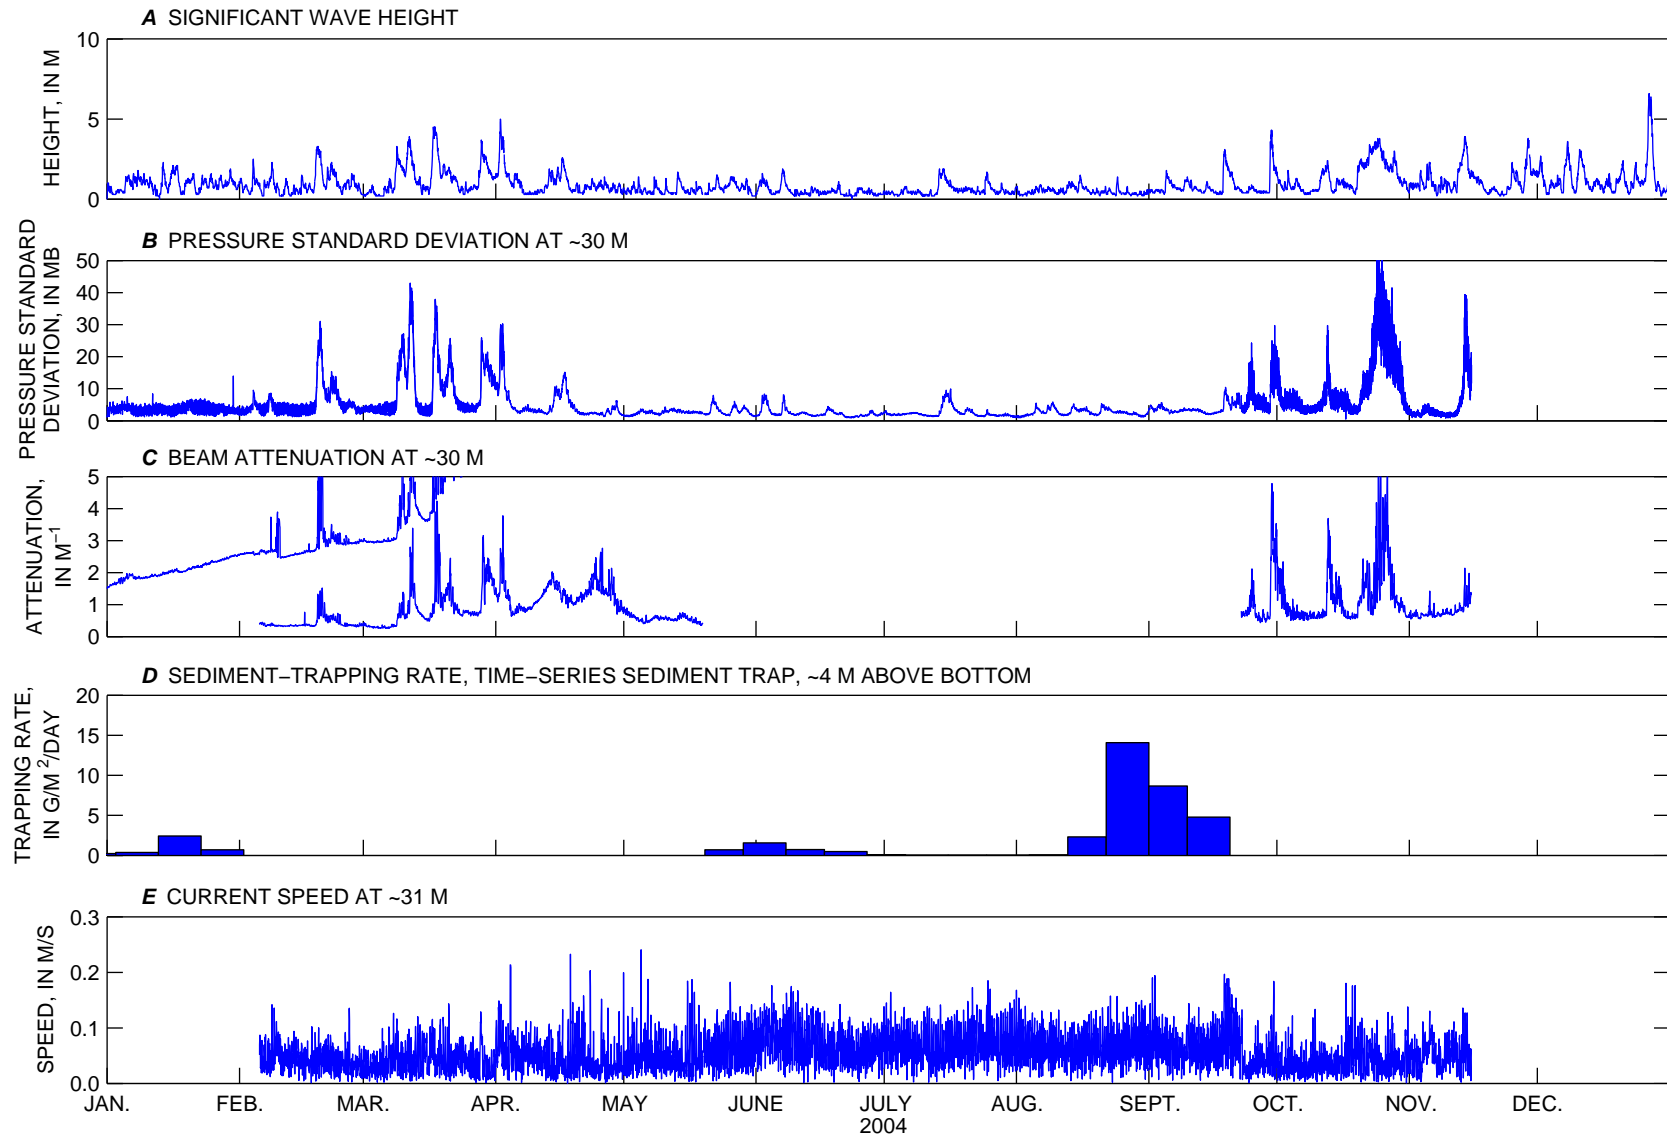 A SIGNIFICANT WAVE HEIGHT
HEIGHT, IN M
10
5
0
B PRESSURE STANDARD DEVIATION AT ~30 M
PRESSURE STANDARD
DEVIATION, IN MB
50
40
30
20
10
0
C BEAM ATTENUATION AT ~30 M
ATTENUATION,
IN M⁻¹
5
4
3
2
1
0
D SEDIMENT−TRAPPING RATE, TIME−SERIES SEDIMENT TRAP, ~4 M ABOVE BOTTOM
TRAPPING RATE,
IN G/M²/DAY
20
15
10
5
0
E CURRENT SPEED AT ~31 M
SPEED, IN M/S
0.3
0.2
0.1
0.0
JAN. FEB. MAR. APR. MAY JUNE JULY AUG. SEPT. OCT. NOV. DEC.
2004